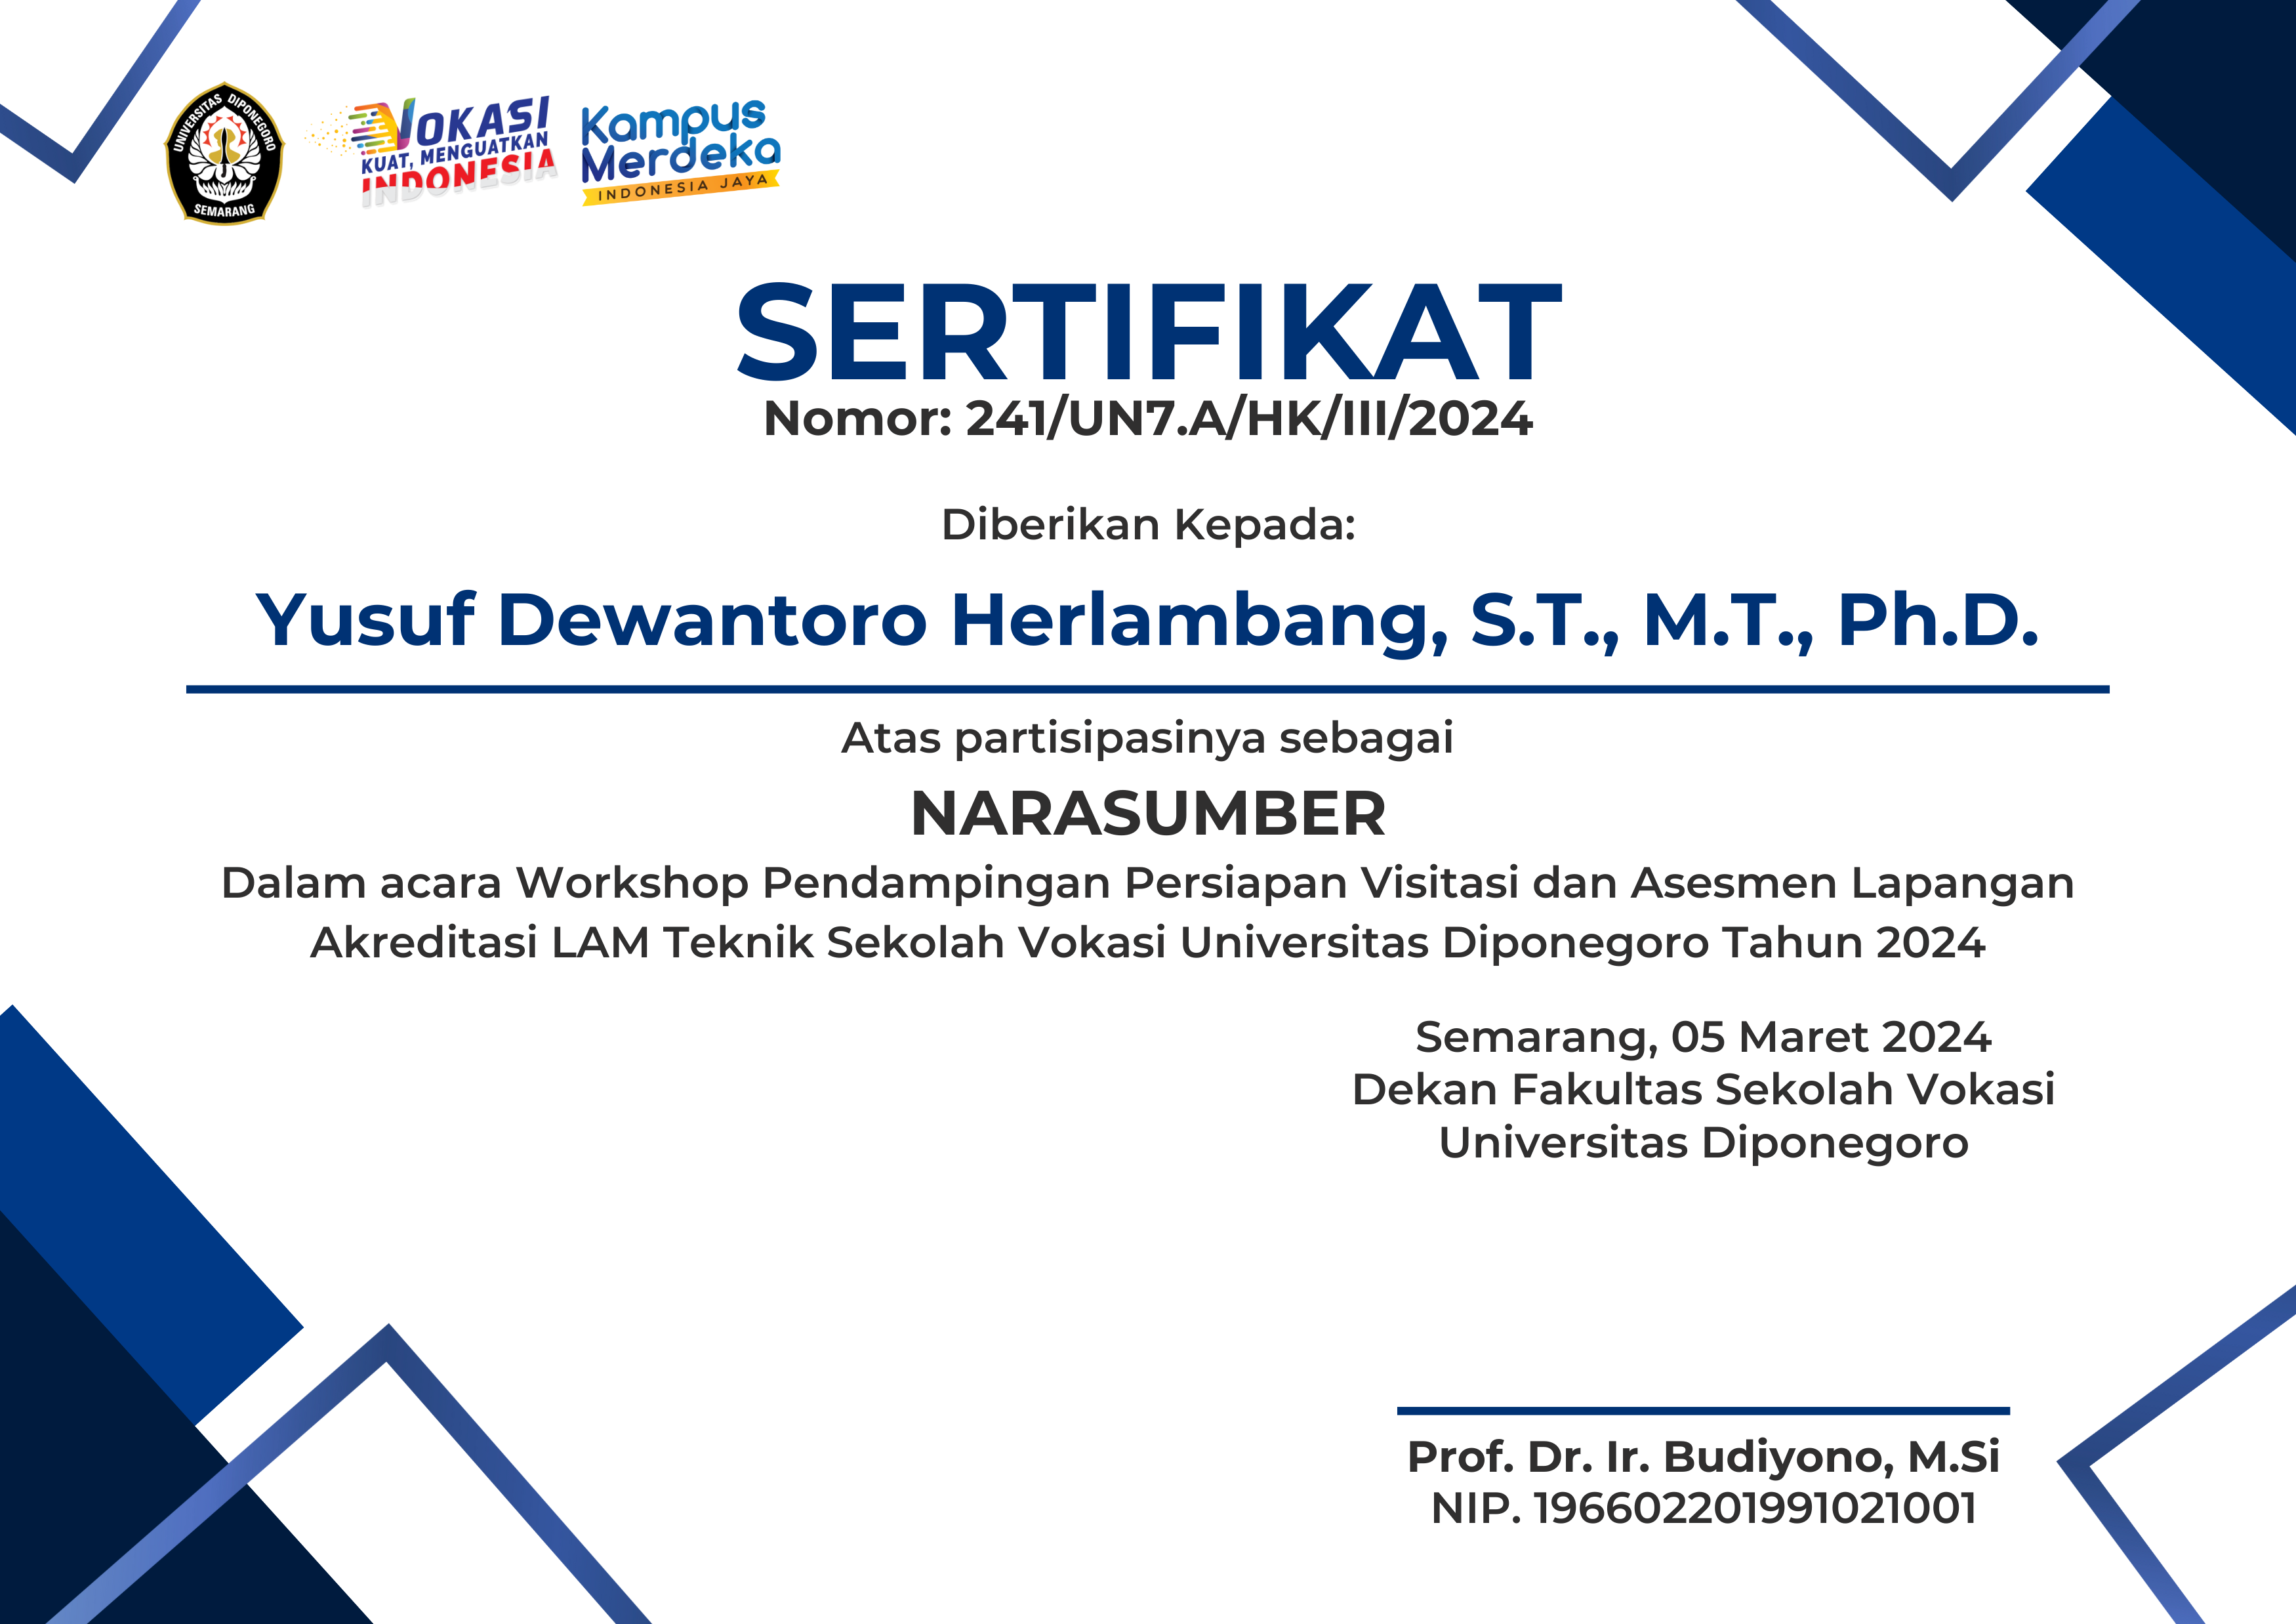 UNIVERSITAS DIPONEGORO
SEMARANG
VOKASI
KUAT, MENGUATKAN
INDONESIA
Kampus
Merdeka
INDONESIA JAYA
SERTIFIKAT
Nomor: 241/UN7.A/HK/III/2024
Diberikan Kepada:
Yusuf Dewantoro Herlambang, S.T., M.T., Ph.D.
Atas partisipasinya sebagai
NARASUMBER
Dalam acara Workshop Pendampingan Persiapan Visitasi dan Asesmen Lapangan
Akreditasi LAM Teknik Sekolah Vokasi Universitas Diponegoro Tahun 2024
Semarang, 05 Maret 2024
Dekan Fakultas Sekolah Vokasi
Universitas Diponegoro
Prof. Dr. Ir. Budiyono, M.Si
NIP. 196602201991021001